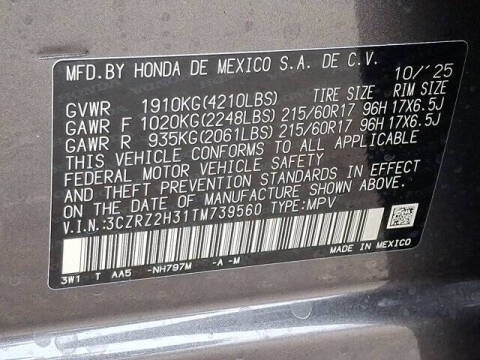 MFD.BY HONDA DE MEXICO S.A. DE C.V.
10/'25
TIRE SIZE RIM SIZE
GVWR 1910KG(4210LBS)
GAWR F 1020KG(2248LBS) 215/60R17 96H 17X6.5J
GAWR R 935KG(2061LBS) 215/60R17 96H 17X6.5J
THIS VEHICLE CONFORMS TO ALL APPLICABLE
FEDERAL MOTOR VEHICLE SAFETY
AND THEFT PREVENTION STANDARDS IN EFFECT
ON THE DATE OF MANUFACTURE SHOWN ABOVE.
V.I.N.:3CZRZ2H31TM739560 TYPE:MPV
3W1 T AA5 -NH797M -A -M
MADE IN MEXICO